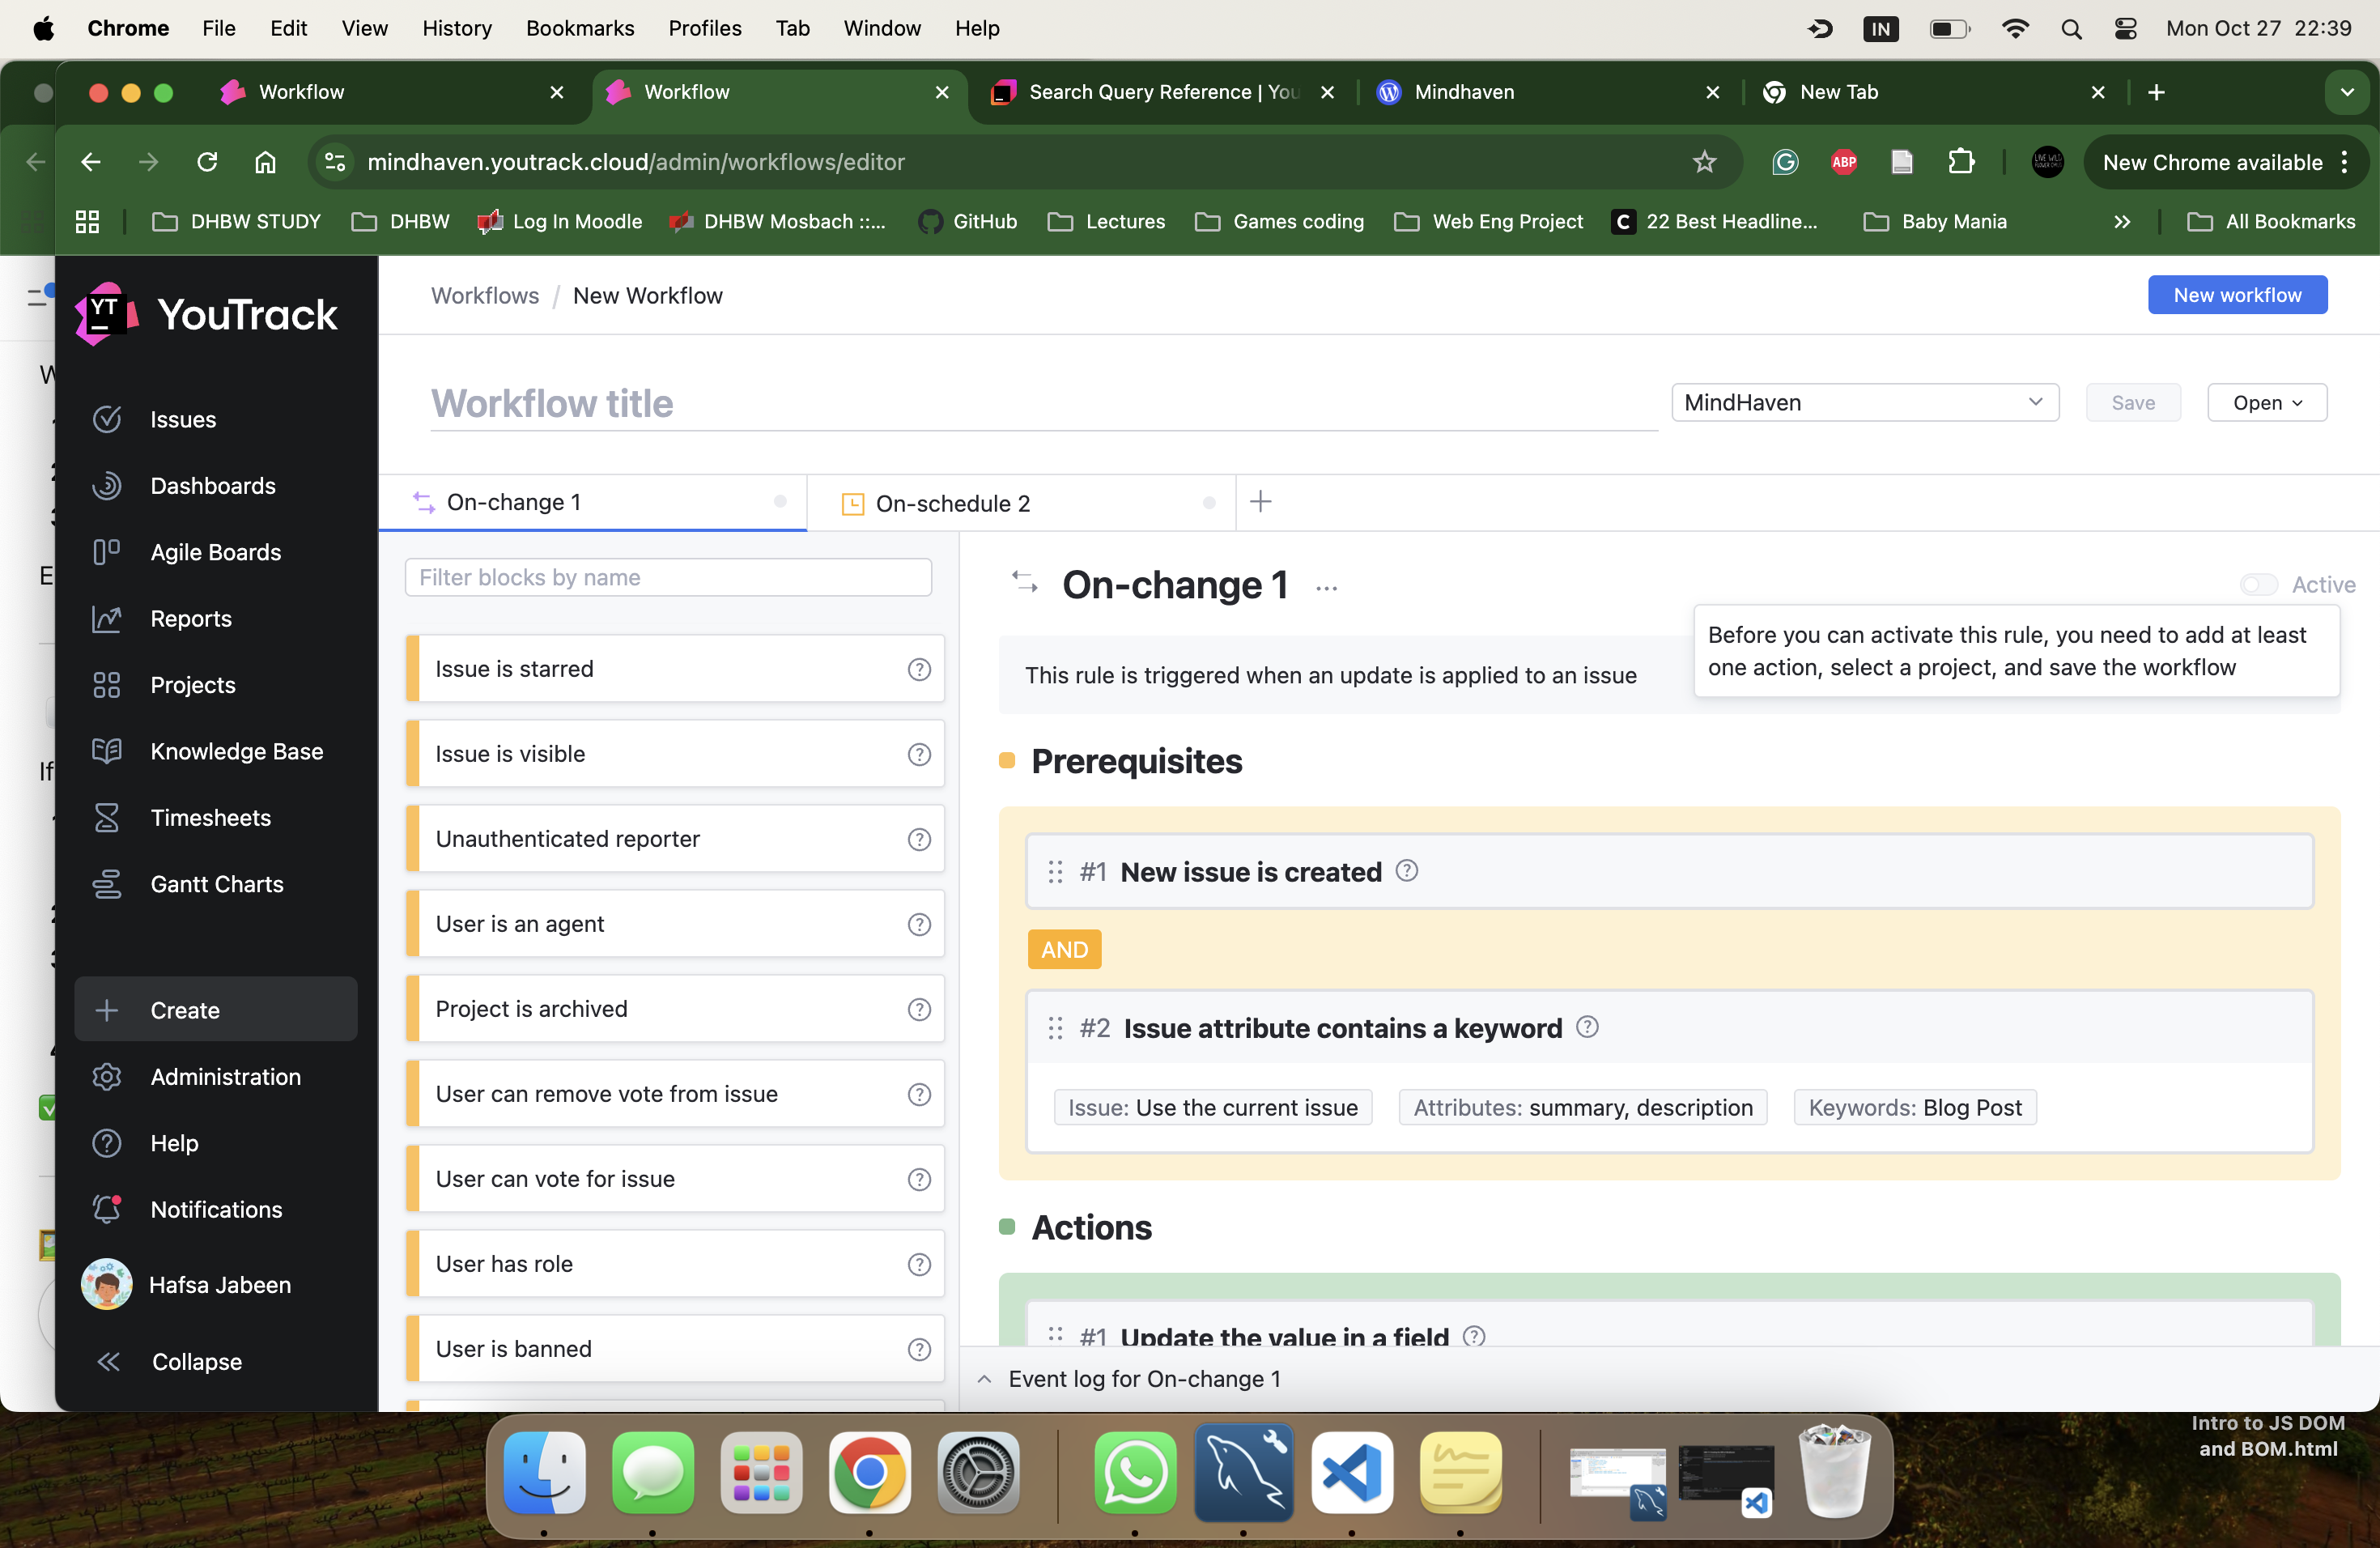 Chrome File Edit View History Bookmarks Profiles Tab Window Help IN Mon Oct 27 22:39
Workflow Workflow Search Query Reference | You Mindhaven New Tab
mindhaven.youtrack.cloud/admin/workflows/editor ABP New Chrome available
DHBW STUDY DHBW Log In Moodle DHBW Mosbach ::... GitHub Lectures Games coding Web Eng Project C 22 Best Headline... Baby Mania All Bookmarks
YT YouTrack
Workflows / New Workflow New workflow
Workflow title MindHaven Save Open
Issues
Dashboards
Agile Boards
Reports
Projects
Knowledge Base
Timesheets
Gantt Charts
Create
Administration
Help
Notifications
Hafsa Jabeen
Collapse
On-change 1 On-schedule 2
Filter blocks by name
Issue is starred
Issue is visible
Unauthenticated reporter
User is an agent
Project is archived
User can remove vote from issue
User can vote for issue
User has role
User is banned
On-change 1 ... Active
Before you can activate this rule, you need to add at least
one action, select a project, and save the workflow
This rule is triggered when an update is applied to an issue
Prerequisites
#1 New issue is created
AND
#2 Issue attribute contains a keyword
Issue: Use the current issue Attributes: summary, description Keywords: Blog Post
Actions
#1 Update the value in a field
Event log for On-change 1
Intro to JS DOM
and BOM.html